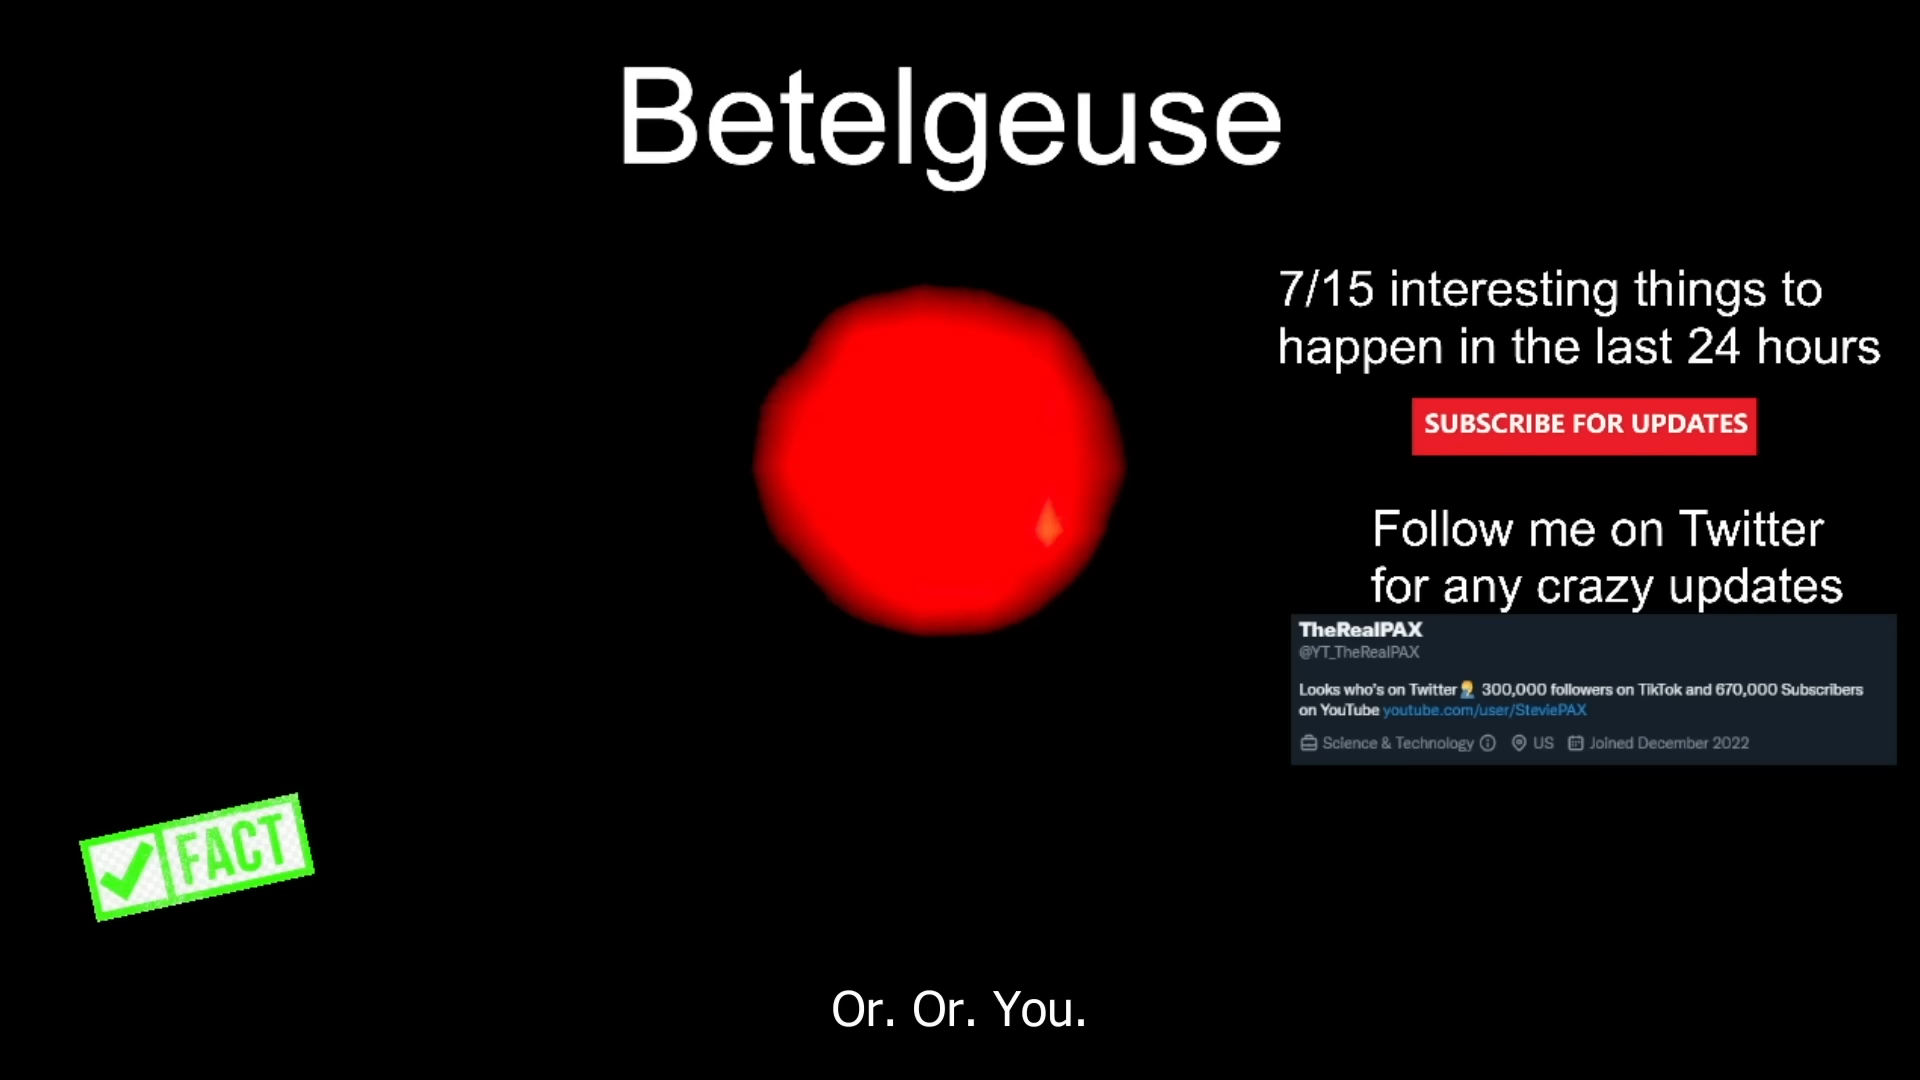 Betelgeuse
7/15 interesting things to
happen in the last 24 hours
SUBSCRIBE FOR UPDATES
Follow me on Twitter
for any crazy updates
TheRealPAX
@YT_TheRealPAX
Looks who's on Twitter 300,000 followers on TikTok and 670,000 Subscribers
on YouTube youtube.com/user/SteviePAX
Science & Technology US Joined December 2022
FACT
Or. Or. You.